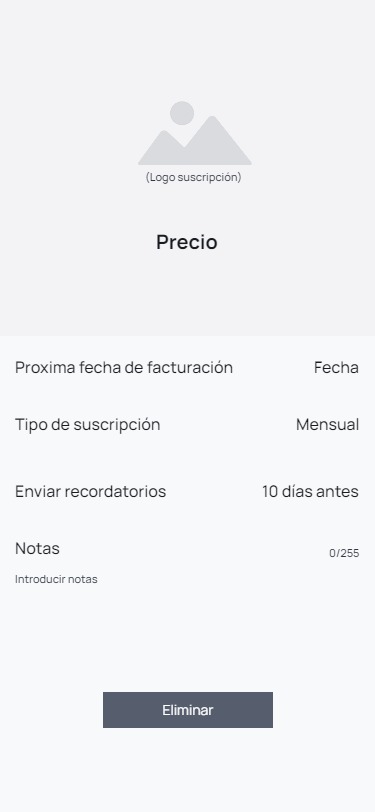 (Logo suscripción)
Precio
Proxima fecha de facturación Fecha
Tipo de suscripción Mensual
Enviar recordatorios 10 días antes
Notas 0/255
Introducir notas
Eliminar